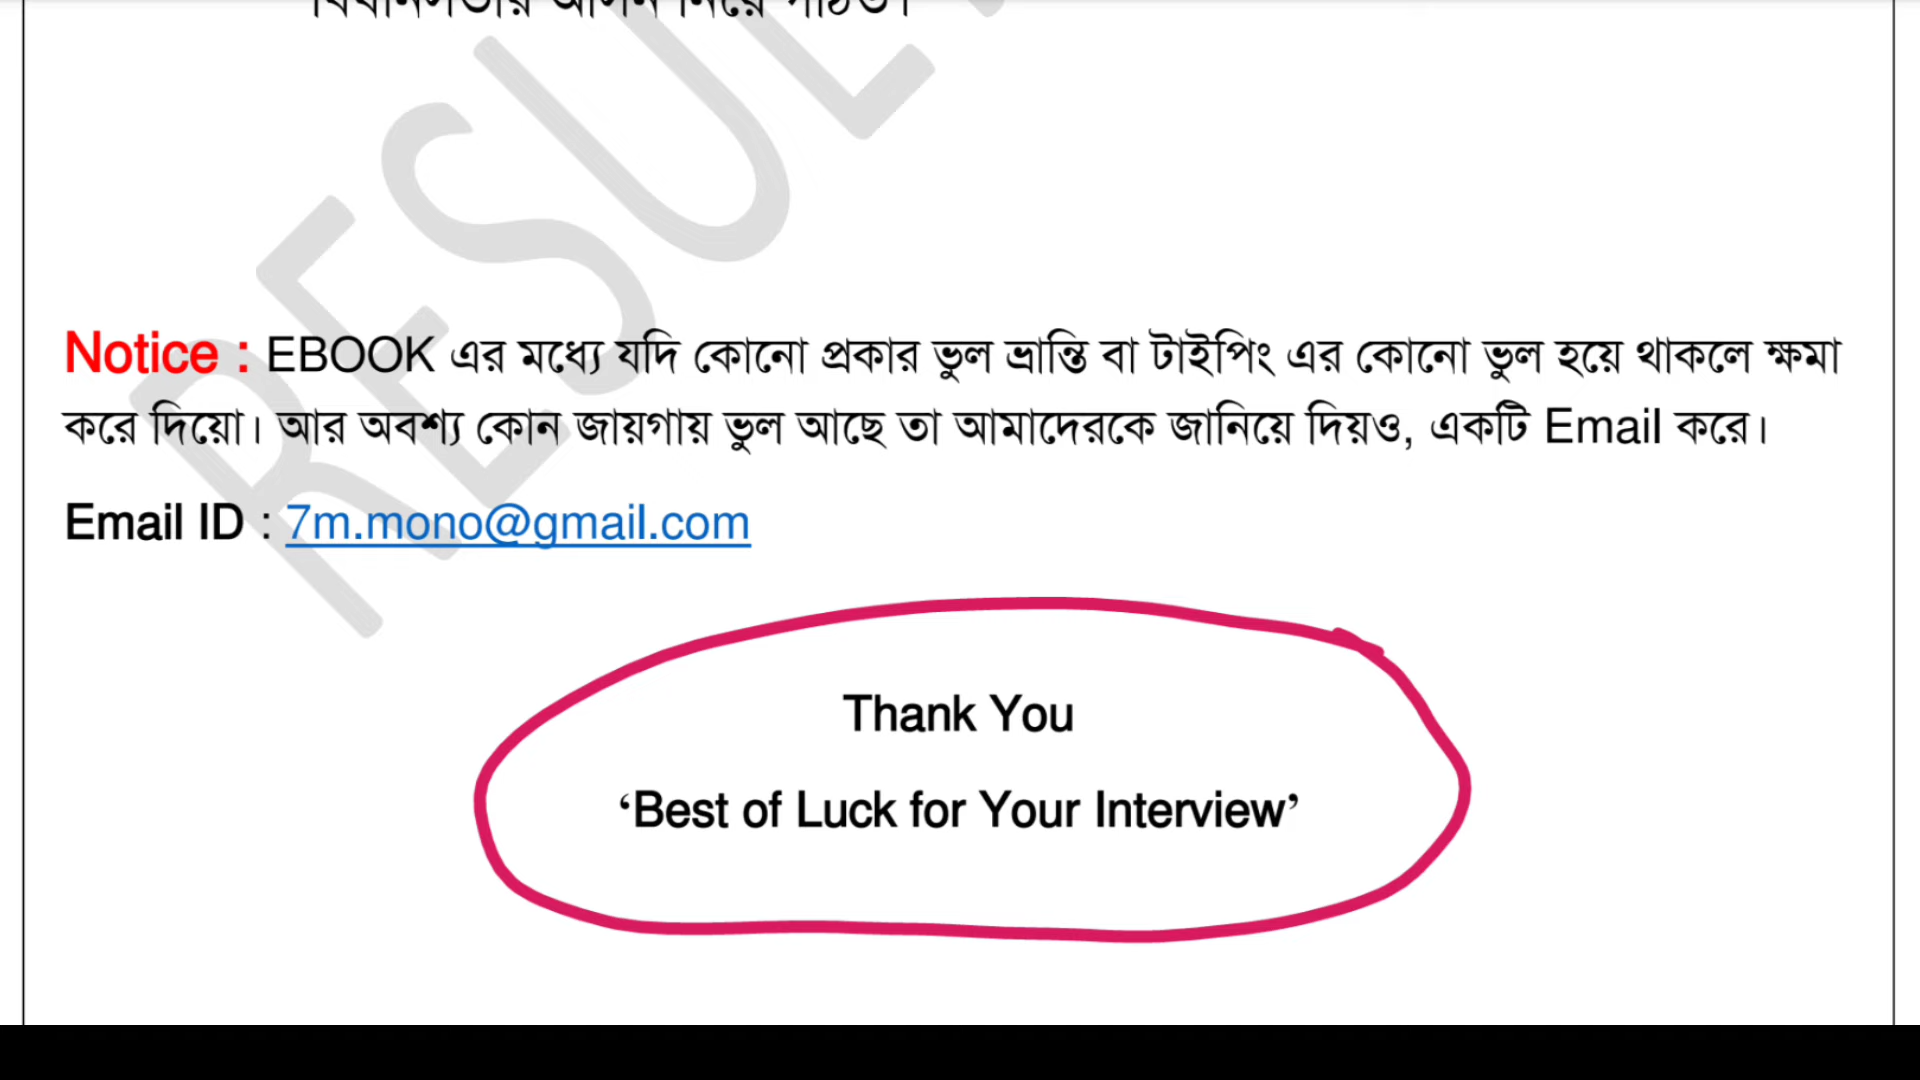 Notice : EBOOK এর মধ্যে যদি কোনো প্রকার ভুল ভ্রান্তি বা টাইপিং এর কোনো ভুল হয়ে থাকলে ক্ষমা
করে দিয়ো। আর অবশ্য কোন জায়গায় ভুল আছে তা আমাদেরকে জানিয়ে দিয়ও, একটি Email করে।
Email ID : 7m.mono@gmail.com
Thank You
‘Best of Luck for Your Interview’